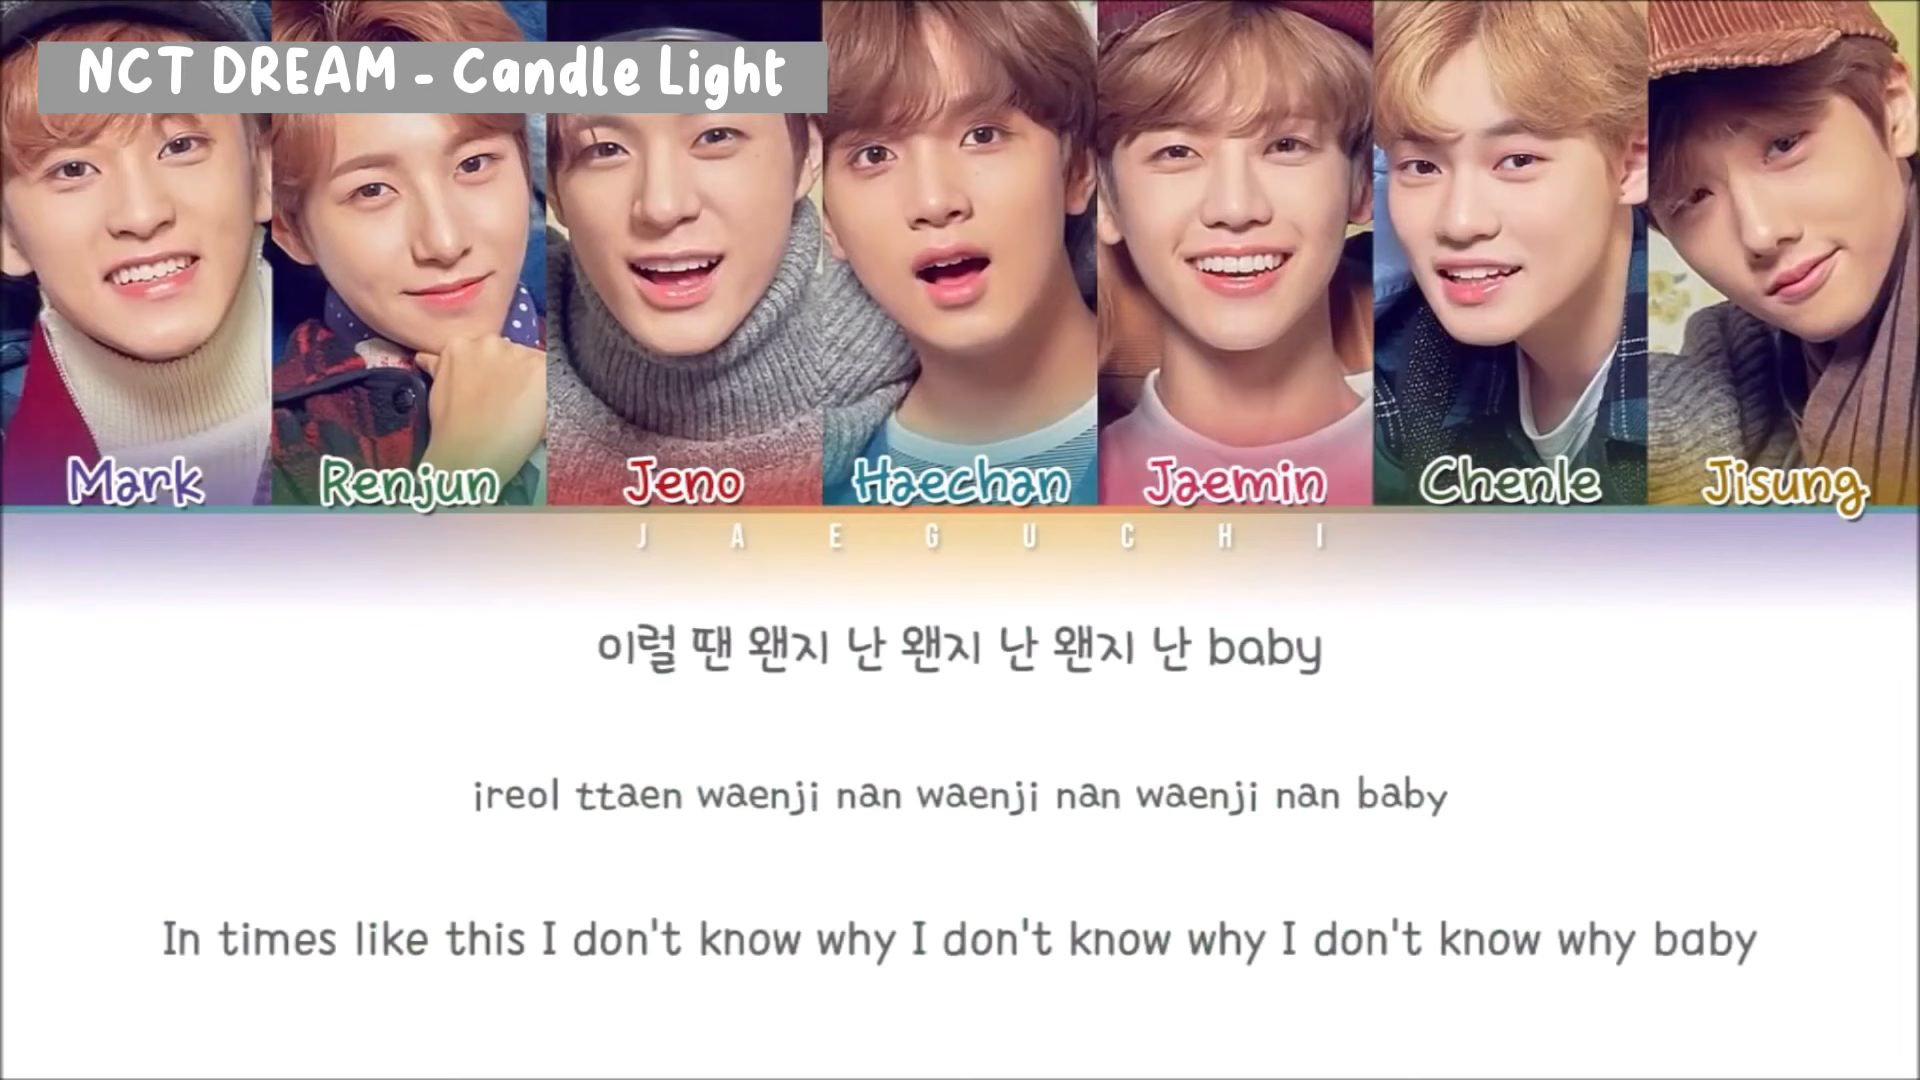 NCT DREAM - Candle Light
Mark Renjun Jeno Haechan Jaemin Chenle Jisung
JAEGUCHI
이럴 땐 왠지 난 왠지 난 왠지 난 baby
ireol ttaen waenji nan waenji nan waenji nan baby
In times like this I don't know why I don't know why I don't know why baby